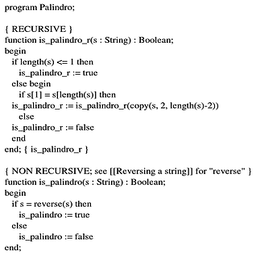 program Palindro;

{ RECURSIVE }
function is_palindro_r(s : String) : Boolean;
begin
if length(s) <= 1 then
is_palindro_r := true
else begin
if s[1] = s[length(s)] then
is_palindro_r := is_palindro_r(copy(s, 2, length(s)-2))
else
is_palindro_r := false
end
end; { is_palindro_r }

{ NON RECURSIVE; see [[Reversing a string]] for "reverse" }
function is_palindro(s : String) : Boolean;
begin
if s = reverse(s) then
is_palindro := true
else
is_palindro := false
end;